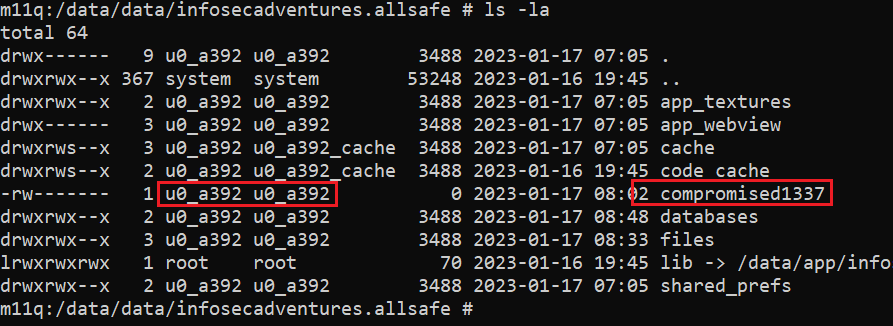 m11q:/data/data/infosecadventures.allsafe # ls -la
total 64
drwx------   9 u0_a392 u0_a392        3488 2023-01-17 07:05 .
drwxrwx--x 367 system  system        53248 2023-01-16 19:45 ..
drwxrwx--x   2 u0_a392 u0_a392        3488 2023-01-17 07:05 app_textures
drwx------   3 u0_a392 u0_a392        3488 2023-01-17 07:05 app_webview
drwxrws--x   3 u0_a392 u0_a392_cache  3488 2023-01-17 07:05 cache
drwxrws--x   2 u0_a392 u0_a392_cache  3488 2023-01-16 19:45 code_cache
-rw-------   1 u0_a392 u0_a392           0 2023-01-17 08:02 compromised1337
drwxrwx--x   2 u0_a392 u0_a392        3488 2023-01-17 08:48 databases
drwxrwx--x   3 u0_a392 u0_a392        3488 2023-01-17 08:33 files
lrwxrwxrwx   1 root    root             70 2023-01-16 19:45 lib -> /data/app/info
drwxrwx--x   2 u0_a392 u0_a392        3488 2023-01-17 07:05 shared_prefs
m11q:/data/data/infosecadventures.allsafe #